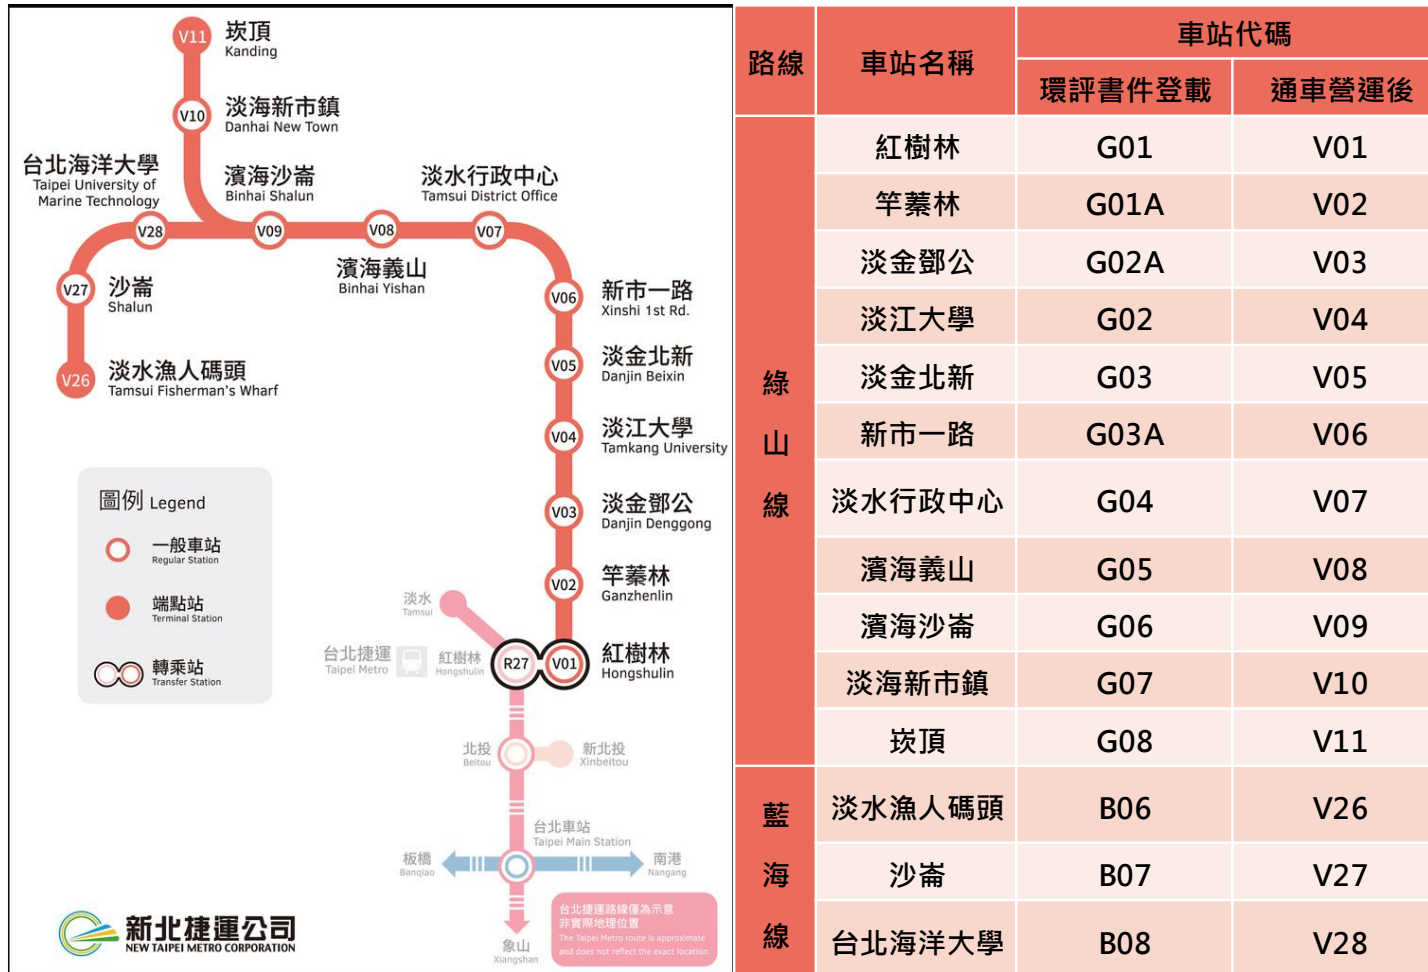 V11
崁頂
Kanding
V10
淡海新市鎮
Danhai New Town
台北海洋大學
Taipei University of
Marine Technology
濱海沙崙
Binhai Shalun
淡水行政中心
Tamsui District Office
V28
V09
V08
V07
濱海義山
Binhai Yishan
V27
沙崙
Shalun
V06
新市一路
Xinshi 1st Rd.
V26
淡水漁人碼頭
Tamsui Fisherman's Wharf
V05
淡金北新
Danjin Beixin
V04
淡江大學
Tamkang University
V03
淡金鄧公
Danjin Denggong
V02
竿蓁林
Ganzhenlin
圖例 Legend
一般車站
Regular Station
端點站
Terminal Station
轉乘站
Transfer Station
淡水
Tamsui
台北捷運
Taipei Metro
紅樹林
Hongshulin
R27
V01
紅樹林
Hongshulin
北投
Beitou
新北投
Xinbeitou
台北車站
Taipei Main Station
板橋
Banqiao
南港
Nangang
象山
Xiangshan
台北捷運路線僅為示意
非實際地理位置
The Taipei Metro route is approximate
and does not reflect the exact location.
新北捷運公司
NEW TAIPEI METRO CORPORATION
路線 車站名稱 車站代碼
環評書件登載 通車營運後
綠山線
紅樹林 G01 V01
竿蓁林 G01A V02
淡金鄧公 G02A V03
淡江大學 G02 V04
淡金北新 G03 V05
新市一路 G03A V06
淡水行政中心 G04 V07
濱海義山 G05 V08
濱海沙崙 G06 V09
淡海新市鎮 G07 V10
崁頂 G08 V11
藍海線
淡水漁人碼頭 B06 V26
沙崙 B07 V27
台北海洋大學 B08 V28